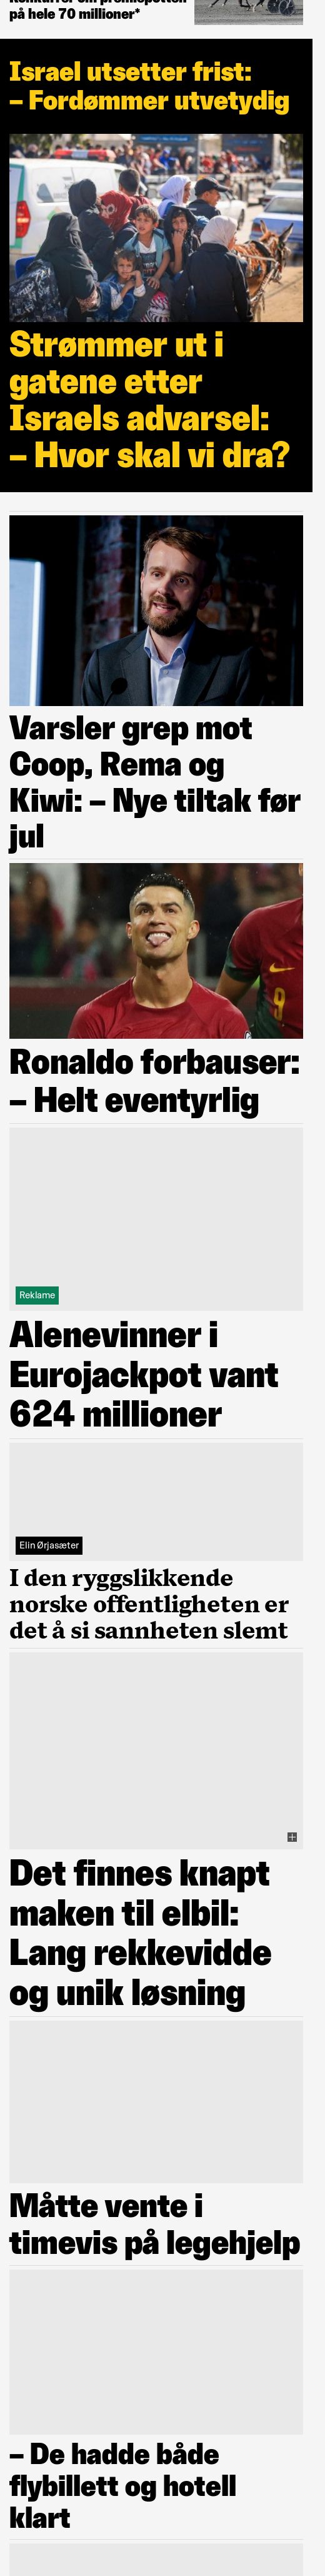 på hele 70 millioner*
Israel utsetter frist:
– Fordømmer utvetydig
Strømmer ut i
gatene etter
Israels advarsel:
– Hvor skal vi dra?
Varsler grep mot
Coop, Rema og
Kiwi: – Nye tiltak før
jul
9
Ronaldo forbauser:
– Helt eventyrlig
Reklame
Alenevinner i
Eurojackpot vant
624 millioner
Elin Ørjasæter
I den ryggslikkende
norske offentligheten er
det å si sannheten slemt
Det finnes knapt
maken til elbil:
Lang rekkevidde
og unik løsning
Måtte vente i
timevis på legehjelp
– De hadde både
flybillett og hotell
klart